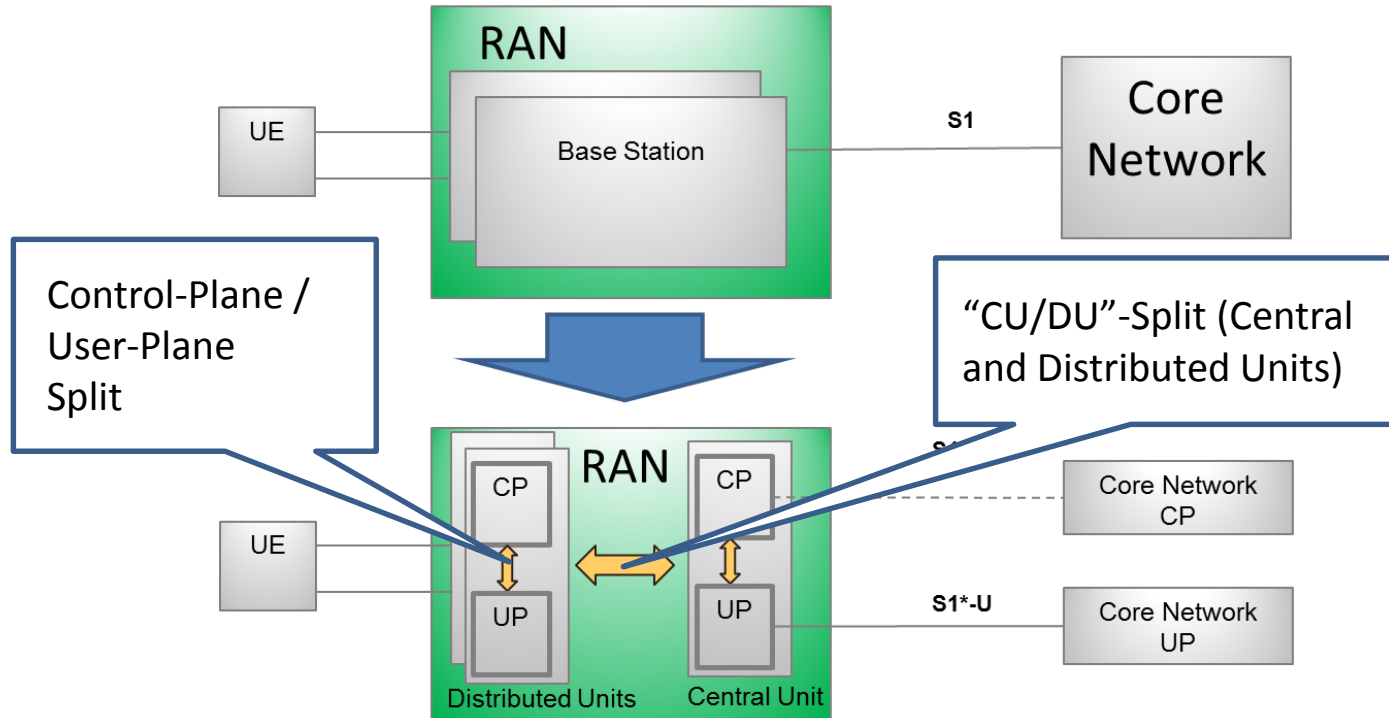 RAN
UE
Base Station
S1
Core
Network
Control-Plane /
User-Plane
Split
“CU/DU”-Split (Central
and Distributed Units)
RAN
CP
CP
Core Network
CP
UE
UP
UP
S1*-U
Core Network
UP
Distributed Units
Central Unit